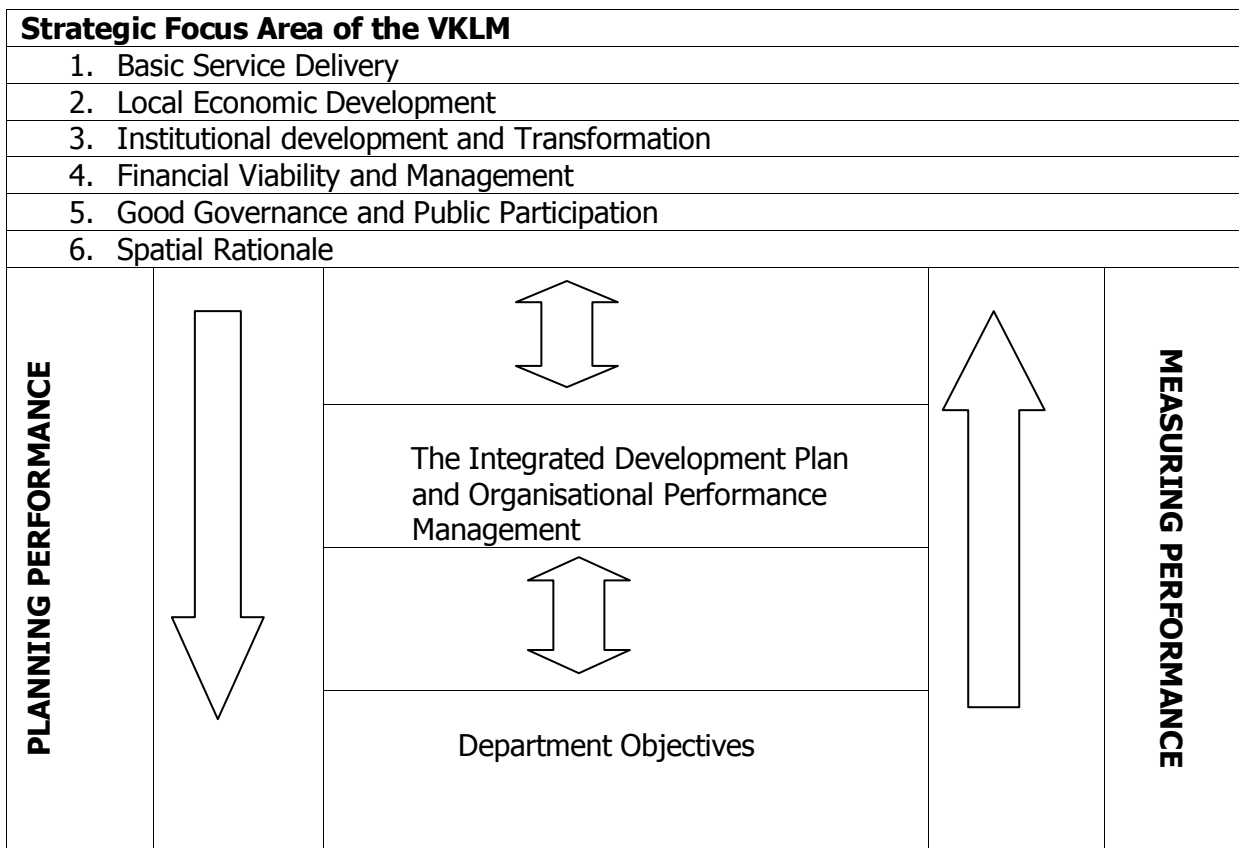 Strategic Focus Area of the VKLM
1. Basic Service Delivery
2. Local Economic Development
3. Institutional development and Transformation
4. Financial Viability and Management
5. Good Governance and Public Participation
6. Spatial Rationale
PLANNING PERFORMANCE
The Integrated Development Plan
and Organisational Performance
Management
Department Objectives
MEASURING PERFORMANCE